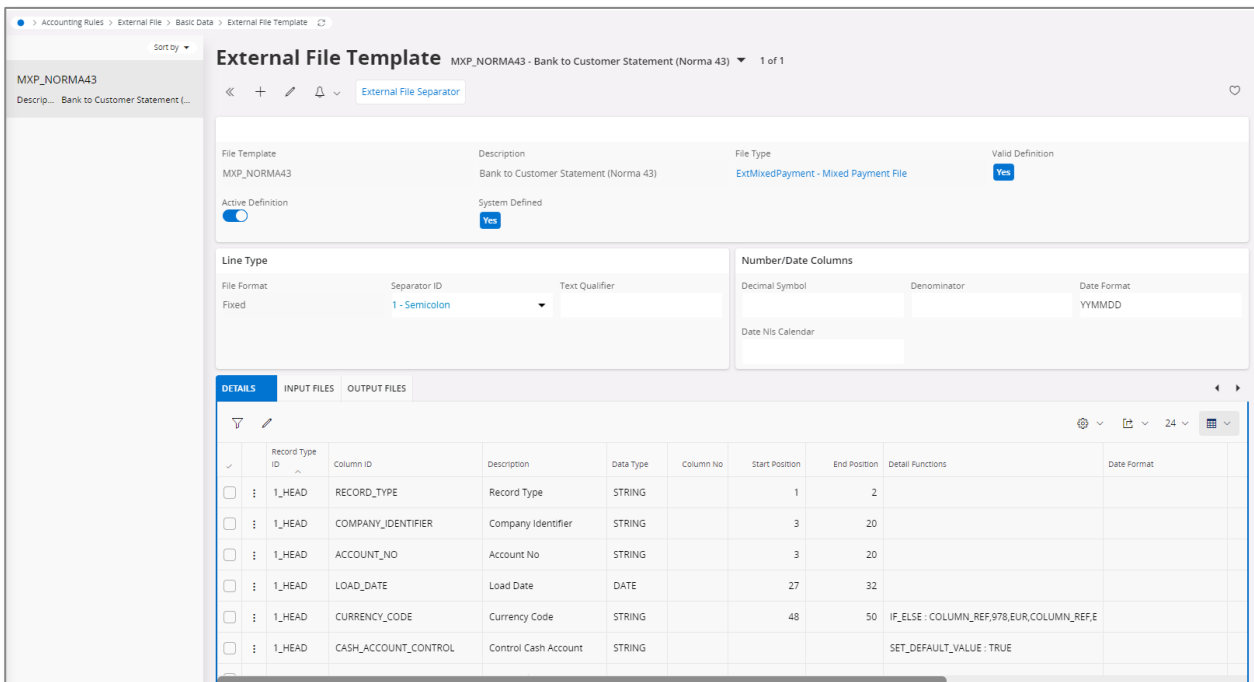 > Accounting Rules > External File > Basic Data > External File Template
Sort by
MXP_NORMA43
Descrip... Bank to Customer Statement (...
External File Template MXP_NORMA43 - Bank to Customer Statement (Norma 43) 1 of 1
External File Separator
File Template Description File Type Valid Definition
MXP_NORMA43 Bank to Customer Statement (Norma 43) ExtMixedPayment - Mixed Payment File Yes
Active Definition System Defined
Yes
Line Type
File Format Separator ID Text Qualifier
Fixed 1 - Semicolon
Number/Date Columns
Decimal Symbol Denominator Date Format
YYMMDD
Date Nls Calendar
DETAILS INPUT FILES OUTPUT FILES
24
Record Type
ID Column ID Description Data Type Column No Start Position End Position Detail Functions Date Format
1_HEAD RECORD_TYPE Record Type STRING 1 2
1_HEAD COMPANY_IDENTIFIER Company Identifier STRING 3 20
1_HEAD ACCOUNT_NO Account No STRING 3 20
1_HEAD LOAD_DATE Load Date DATE 27 32
1_HEAD CURRENCY_CODE Currency Code STRING 48 50 IF_ELSE : COLUMN_REF,978,EUR,COLUMN_REF,E
1_HEAD CASH_ACCOUNT_CONTROL Control Cash Account STRING SET_DEFAULT_VALUE : TRUE